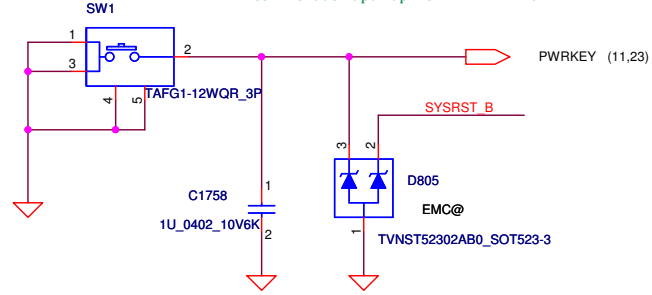 SW1
1
2
PWRKEY (11,23)
3
TAFG1-12WQR_3P
4
5
SYSRST_B
3
2
C1758
1
D805
1U_0402_10V6K
EMC@
2
1
TVNST52302AB0_SOT523-3